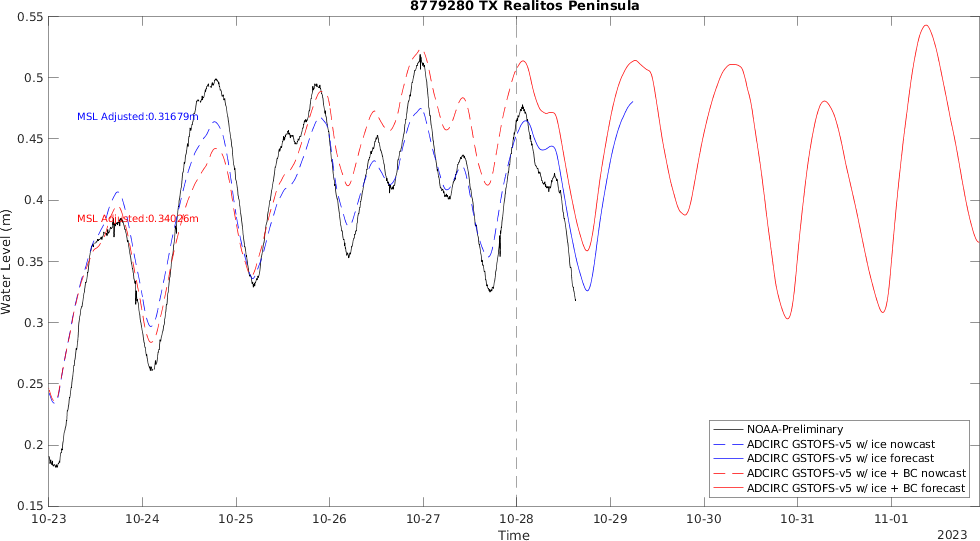 8779280 TX Realitos Peninsula
0.55
0.5
MSL Adjusted:0.31679m
0.45
0.4
MSL Adjusted:0.34026m
0.35
Water Level (m)
0.3
0.25
0.2
0.15
NOAA-Preliminary
ADCIRC GSTOFS-v5 w/ ice nowcast
ADCIRC GSTOFS-v5 w/ ice forecast
ADCIRC GSTOFS-v5 w/ ice + BC nowcast
ADCIRC GSTOFS-v5 w/ ice + BC forecast
10-23 10-24 10-25 10-26 10-27 10-28 10-29 10-30 10-31 11-01
Time
2023